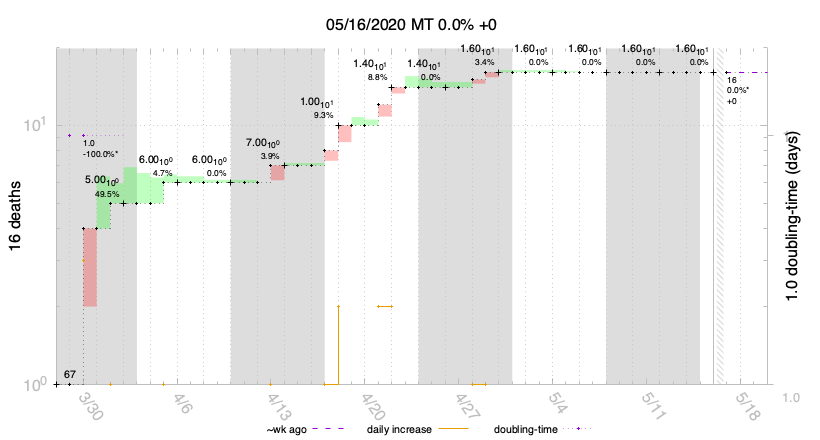 05/16/2020 MT 0.0% +0
1.60₁₀¹ 1.60₁₀¹ 1.60₁₀¹ 1.60₁₀¹ 1.60₁₀¹
3.4% 0.0% 0.0% 0.0% 0.0%
1.40₁₀¹ 1.40₁₀¹
8.8% 0.0%
16
0.0%*
+0
1.00₁₀¹
9.3%
10¹
1.0
-100.0%*
7.00₁₀⁰
3.9%
6.00₁₀⁰ 6.00₁₀⁰
4.7% 0.0%
5.00₁₀⁰
49.5%
16 deaths
1.0 doubling-time (days)
67
10⁰
1.0
3/30 4/6 4/13 4/20 4/27 5/4 5/11 5/18
~wk ago daily increase doubling-time